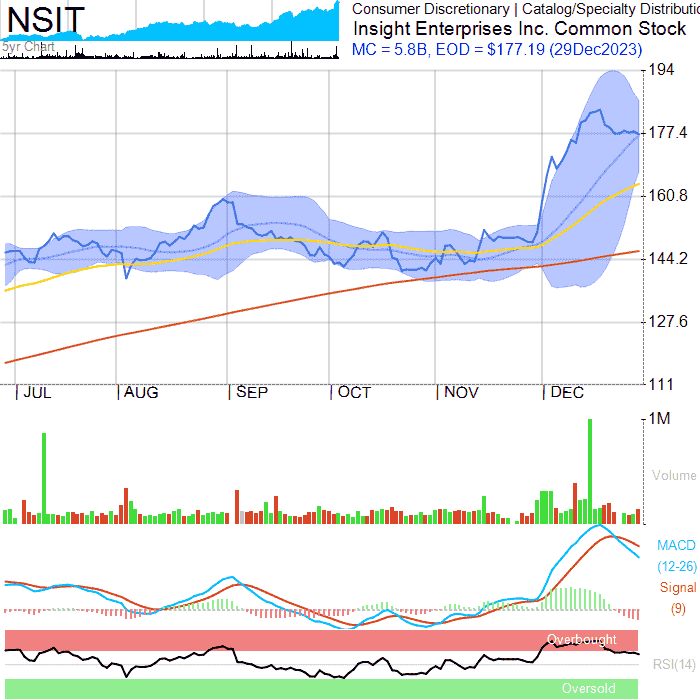 NSIT
5yr Chart
Consumer Discretionary | Catalog/Specialty Distributic
Insight Enterprises Inc. Common Stock
MC = 5.8B, EOD = $177.19 (29Dec2023)
194
177.4
160.8
144.2
127.6
111
JUL AUG SEP OCT NOV DEC
1M
Volume
MACD
(12-26)
Signal
(9)
Overbought
RSI(14)
Oversold